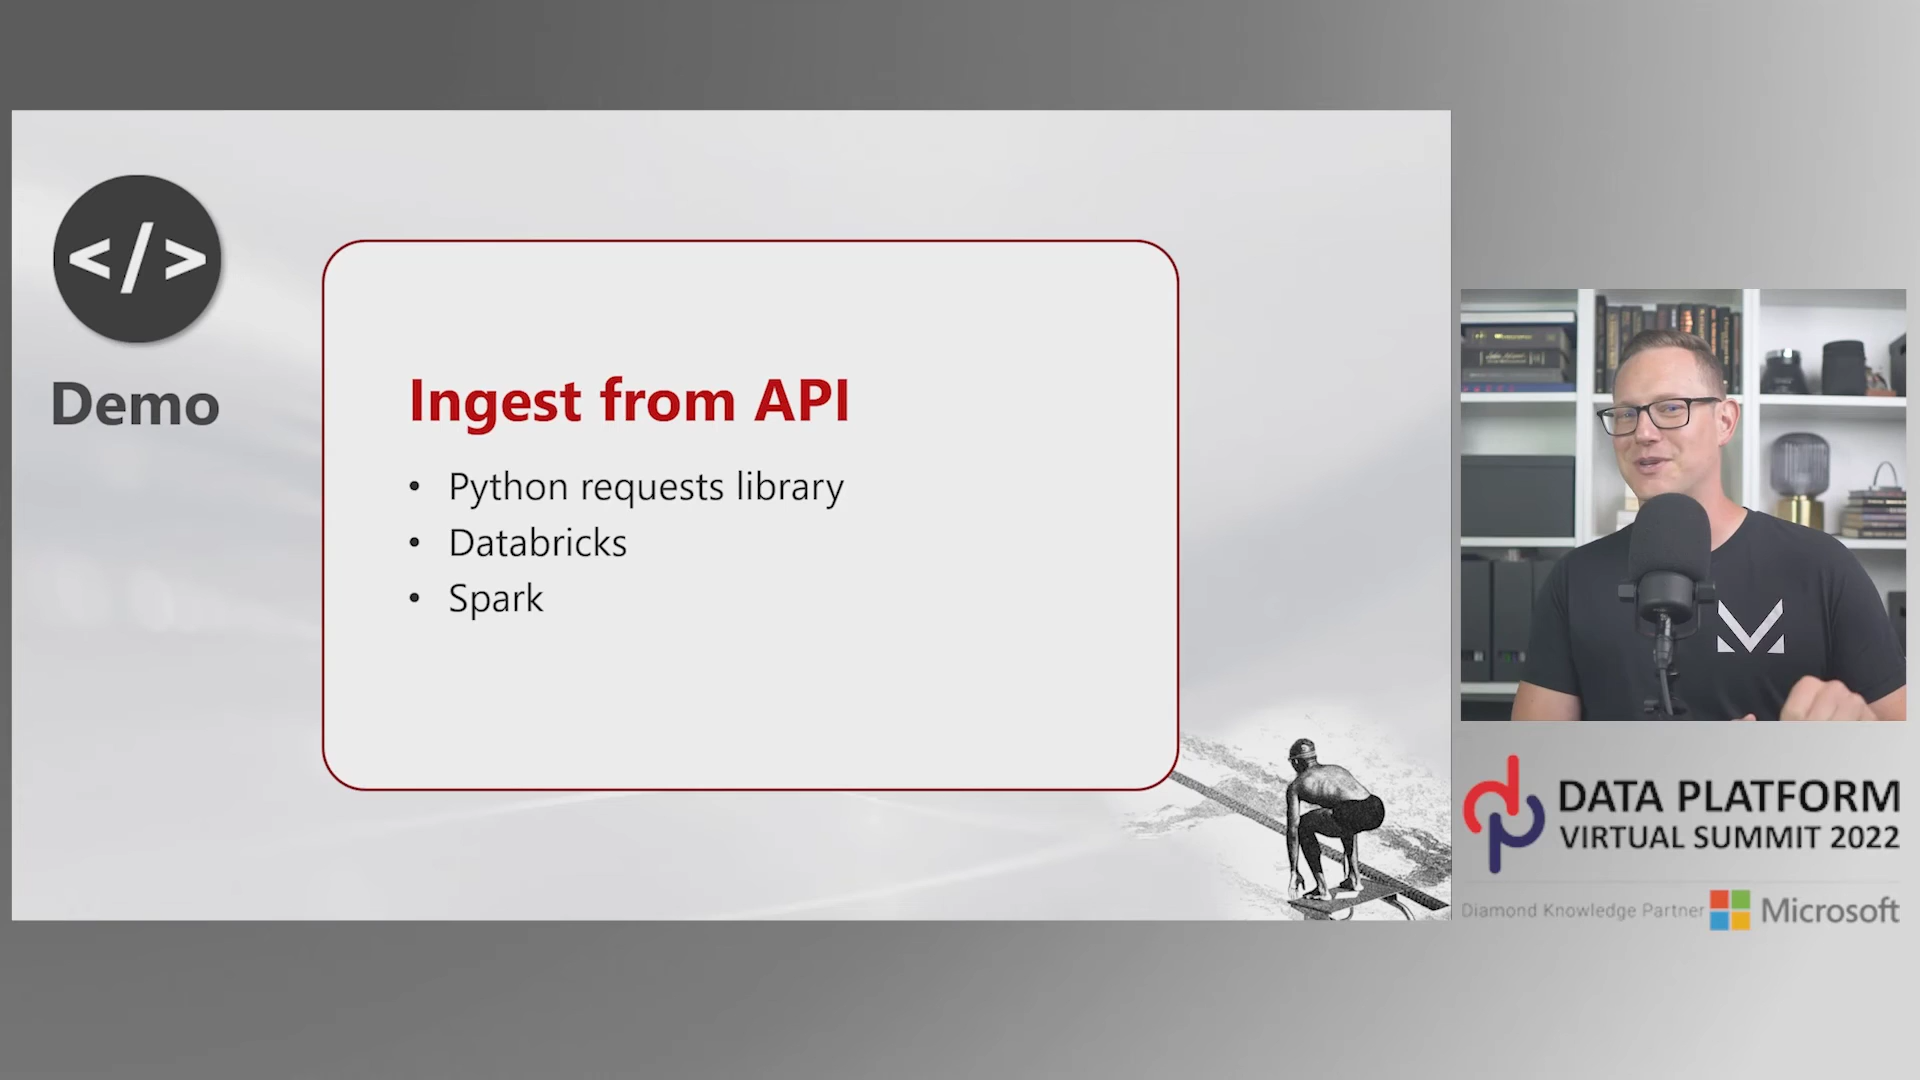 </>
Demo
Ingest from API
• Python requests library
• Databricks
• Spark
DATA PLATFORM
VIRTUAL SUMMIT 2022
Diamond Knowledge Partner Microsoft